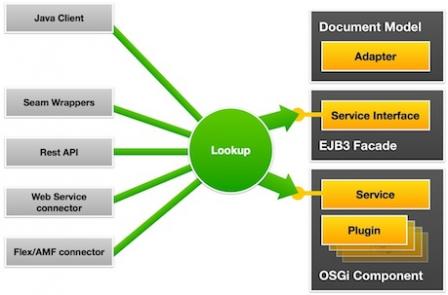 Java Client
Seam Wrappers
Rest API
Web Service
connector
Flex/AMF connector
Lookup
Document Model
Adapter
Service Interface
EJB3 Facade
Service
Plugin
OSGi Component